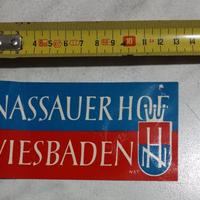 4 5 6 7 8 9 10 11 12 13 14
NASSAUER HOF
WIESBADEN